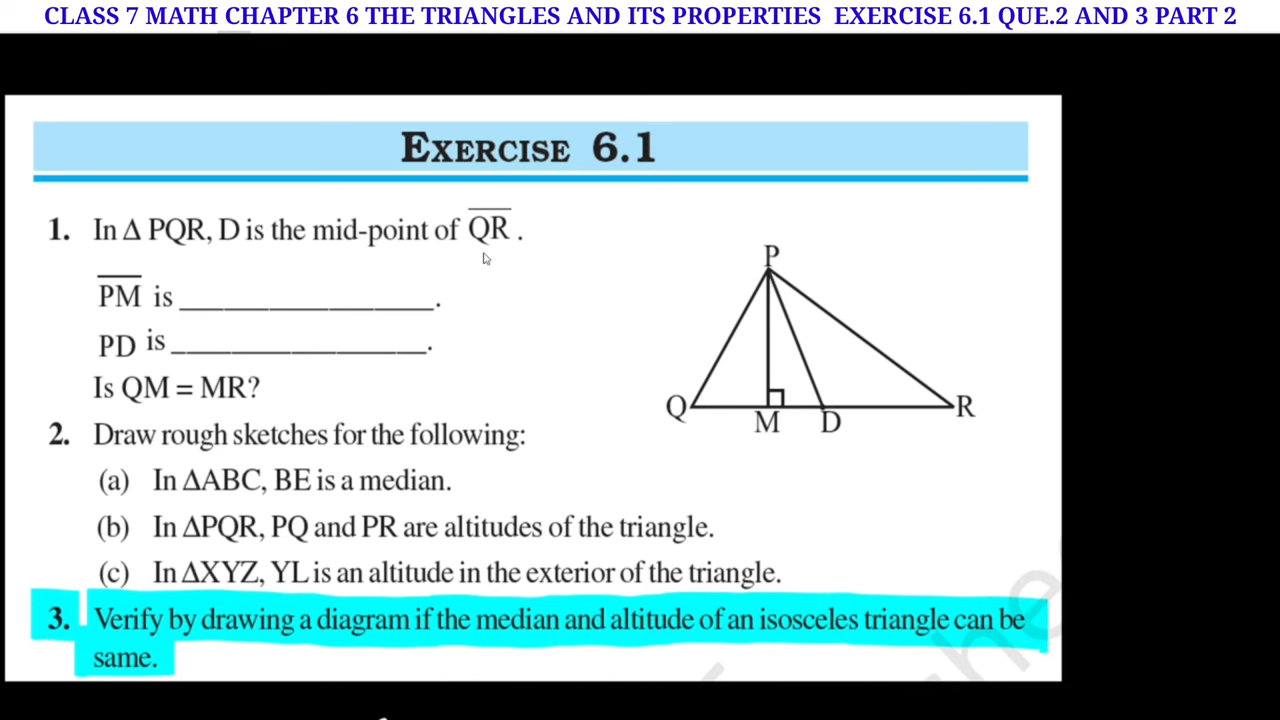 CLASS 7 MATH CHAPTER 6 THE TRIANGLES AND ITS PROPERTIES  EXERCISE 6.1 QUE.2 AND 3 PART 2
EXERCISE 6.1
1. In Δ PQR, D is the mid-point of QR .
PM is _________________.
PD is _________________.
Is QM = MR?
P
Q
M
D
R
2. Draw rough sketches for the following:
(a) In ΔABC, BE is a median.
(b) In ΔPQR, PQ and PR are altitudes of the triangle.
(c) In ΔXYZ, YL is an altitude in the exterior of the triangle.
3. Verify by drawing a diagram if the median and altitude of an isosceles triangle can be
same.